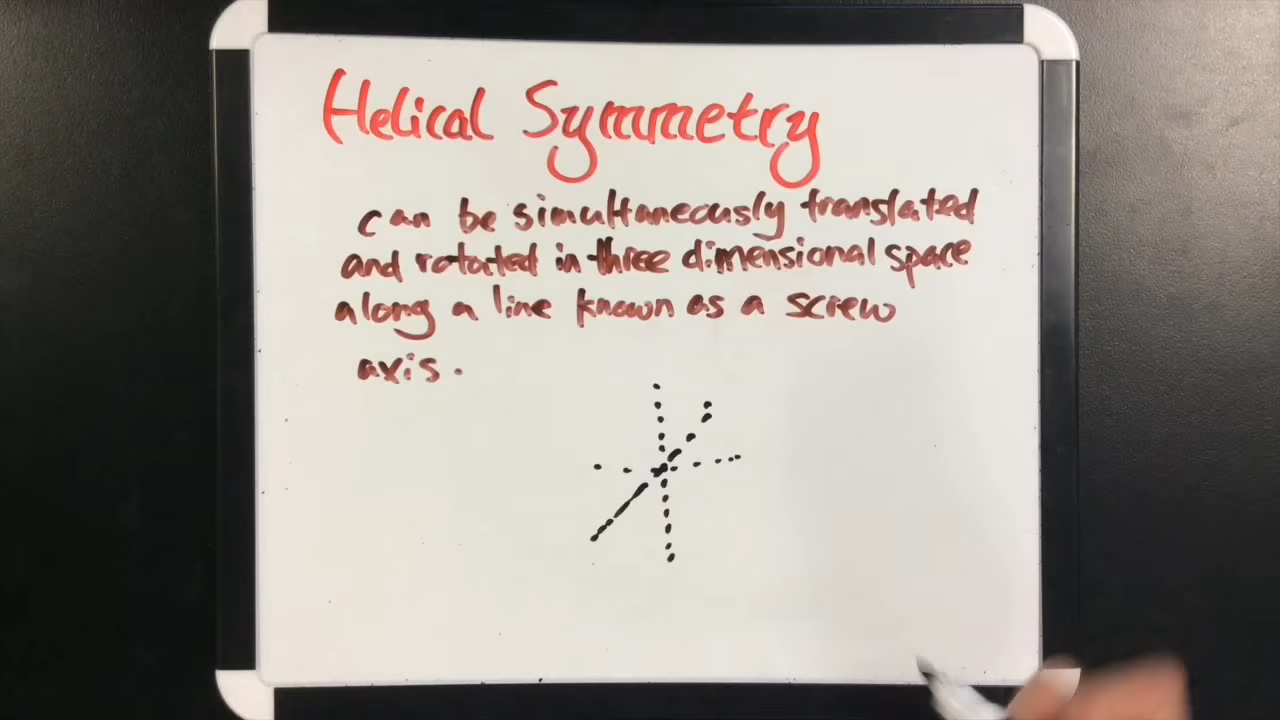 Helical Symmetry
can be simultaneously translated
and rotated in three dimensional space
along a line known as a screw
axis.